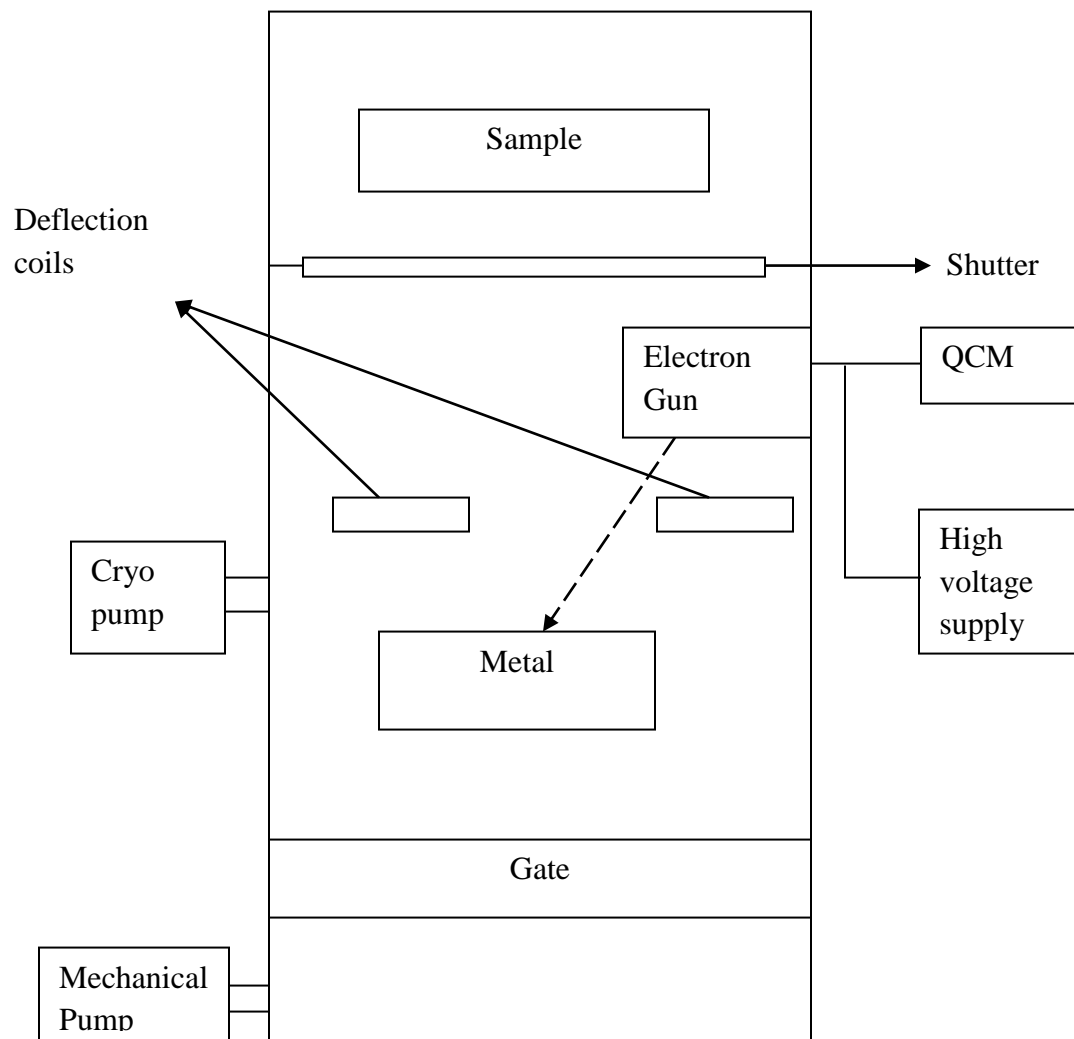 Sample
Deflection
coils
Shutter
Electron
Gun
QCM
High
voltage
supply
Cryo
pump
Metal
Gate
Mechanical
Pump